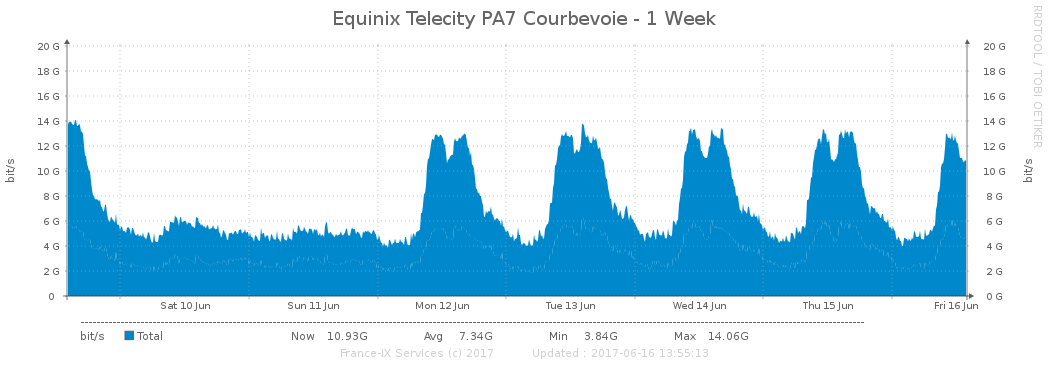 Equinix Telecity PA7 Courbevoie - 1 Week
RRDTOOL / TOBI OETIKER
bit/s
bit/s
20 G 20 G
18 G 18 G
16 G 16 G
14 G 14 G
12 G 12 G
10 G 10 G
8 G 8 G
6 G 6 G
4 G 4 G
2 G 2 G
0 0 G
Sat 10 Jun Sun 11 Jun Mon 12 Jun Tue 13 Jun Wed 14 Jun Thu 15 Jun Fri 16 Jun
bit/s Total Now 10.93G Avg 7.34G Min 3.84G Max 14.06G
France-IX Services (c) 2017 Updated : 2017-06-16 13:55:13